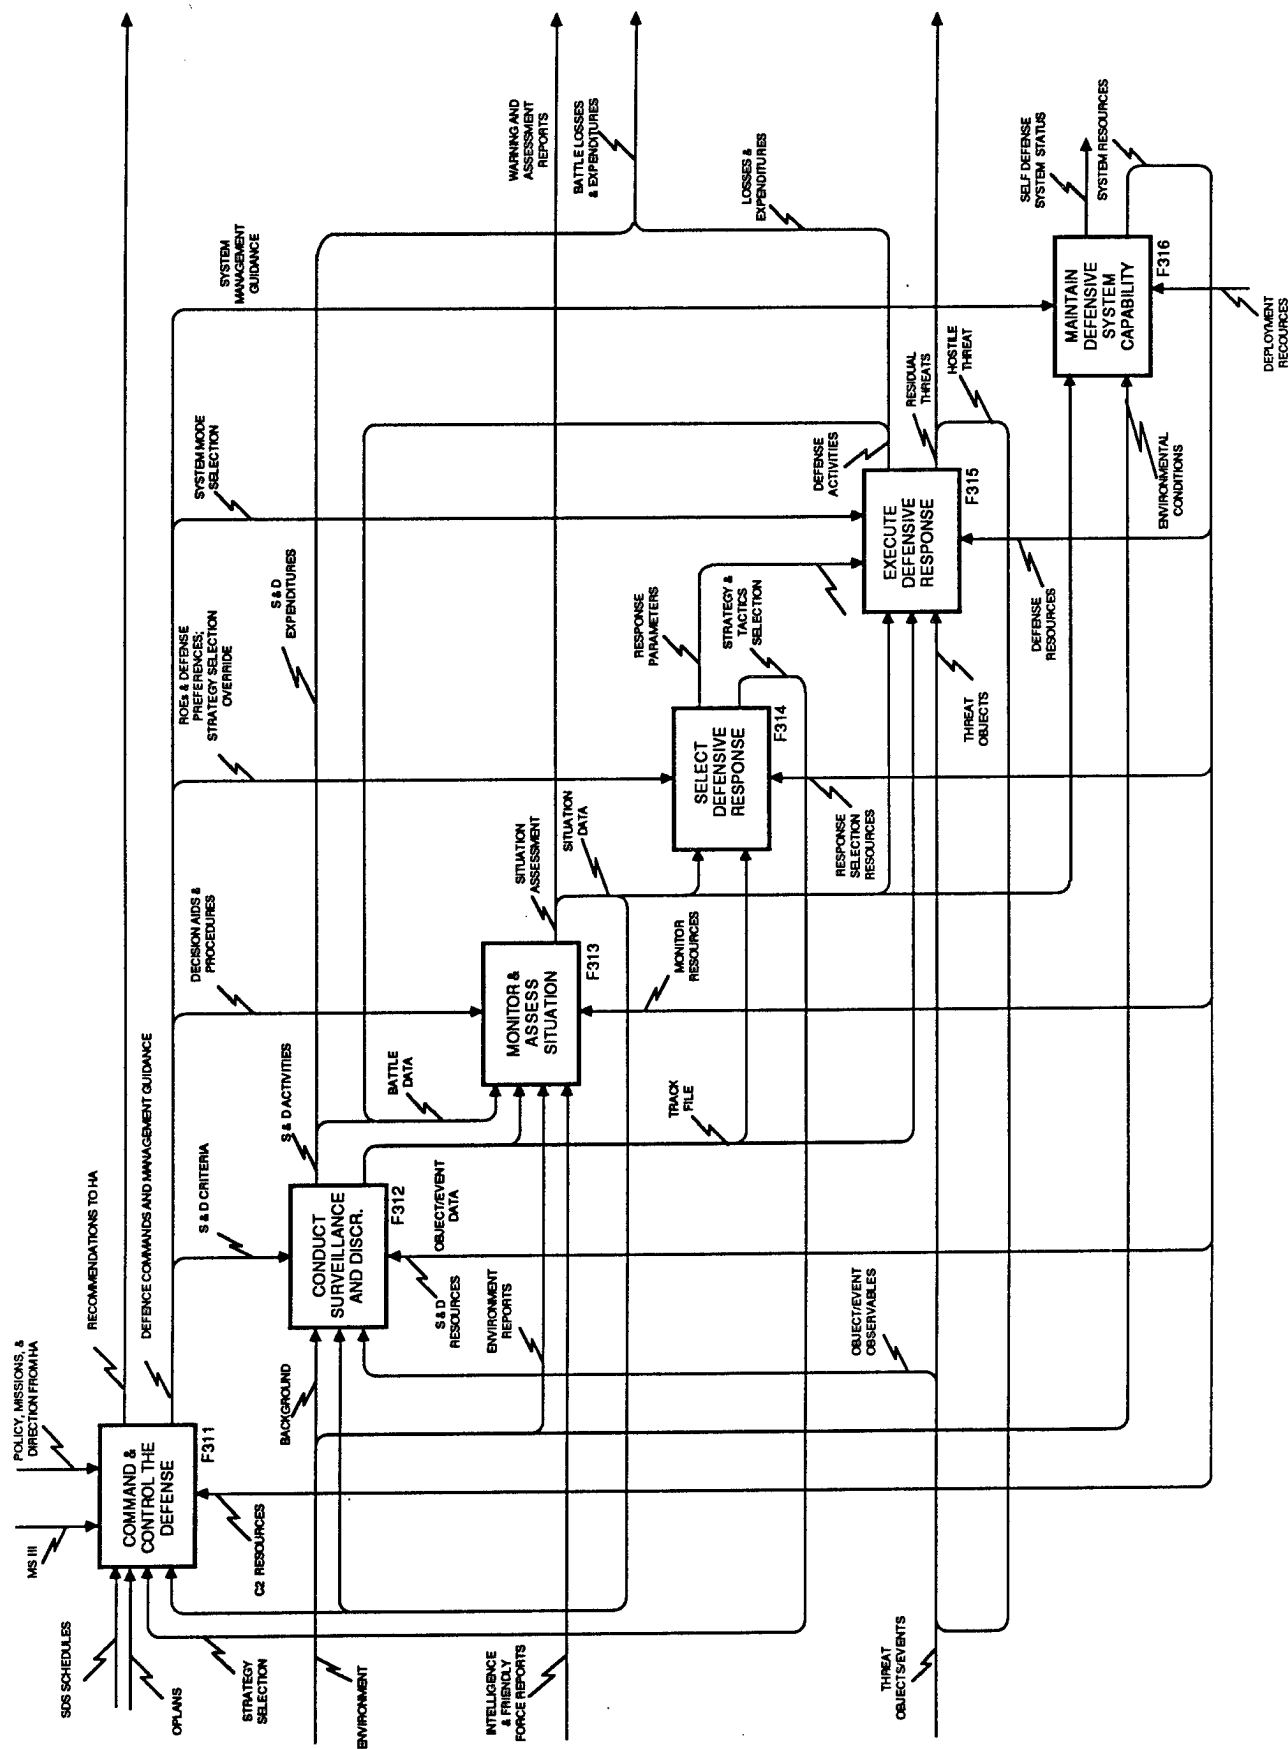 POLICY, MISSIONS, &
DIRECTION FROM HA
MS III
SDS SCHEDULES
OPLANS
STRATEGY
SELECTION
COMMAND &
CONTROL THE
DEFENSE
F311
C2 RESOURCES
RECOMMENDATIONS TO HA
DEFENCE COMMANDS AND MANAGEMENT GUIDANCE
S & D CRITERIA
DECISION AIDS &
PROCEDURES
ROEs & DEFENSE
PREFERENCES;
STRATEGY SELECTION
OVERRIDE
SYSTEM MODE
SELECTION
SYSTEM
MANAGEMENT
GUIDANCE
ENVIRONMENT
BACKGROUND
CONDUCT
SURVEILLANCE
AND DISCR.
F312
S & D ACTIVITIES
S & D
EXPENDITURES
S & D
RESOURCES
OBJECT/EVENT
DATA
BATTLE
DATA
ENVIRONMENT
REPORTS
INTELLIGENCE
& FRIENDLY
FORCE REPORTS
MONITOR &
ASSESS
SITUATION
F313
SITUATION
ASSESSMENT
SITUATION
DATA
MONITOR
RESOURCES
TRACK
FILE
WARNING AND
ASSESSMENT
REPORTS
BATTLE LOSSES
& EXPENDITURES
LOSSES &
EXPENDITURES
SELECT
DEFENSIVE
RESPONSE
F314
RESPONSE
PARAMETERS
STRATEGY &
TACTICS
SELECTION
RESPONSE
SELECTION
RESOURCES
THREAT
OBJECTS/EVENTS
OBJECT/EVENT
OBSERVABLES
THREAT
OBJECTS
EXECUTE
DEFENSIVE
RESPONSE
F315
DEFENSE
ACTIVITIES
RESIDUAL
THREATS
HOSTILE
THREAT
DEFENSE
RESOURCES
ENVIRONMENTAL
CONDITIONS
MAINTAIN
DEFENSIVE
SYSTEM
CAPABILITY
F316
SELF DEFENSE
SYSTEM STATUS
SYSTEM RESOURCES
DEPLOYMENT
RECOURCES